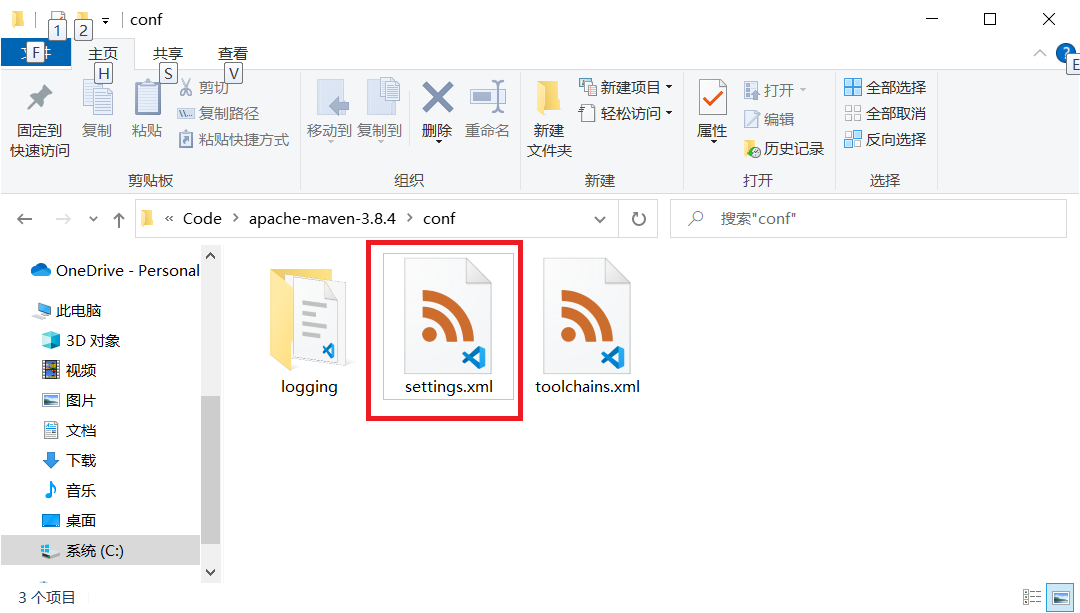 1 2 conf
文件 F 主页 H 共享 S 查看 V E
固定到
快速访问
复制
粘贴
剪切
复制路径
粘贴快捷方式
剪贴板
移动到
复制到
删除
重命名
组织
新建
文件夹
新建项目
轻松访问
新建
属性
打开
编辑
历史记录
打开
全部选择
全部取消
反向选择
选择
« Code > apache-maven-3.8.4 > conf
搜索"conf"
OneDrive - Personal
此电脑
3D 对象
视频
图片
文档
下载
音乐
桌面
系统 (C:)
logging
settings.xml
toolchains.xml
3 个项目